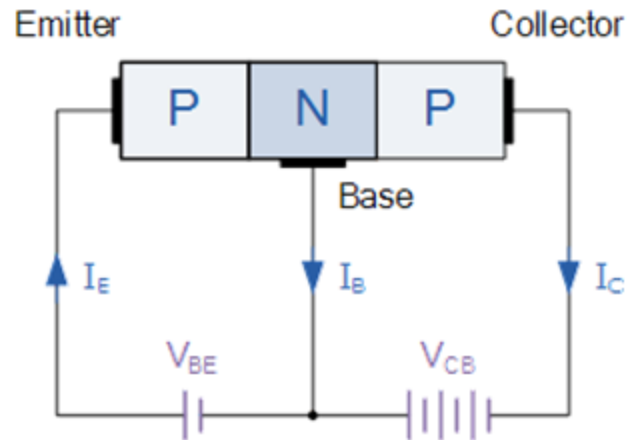 Emitter Collector
P N P
Base
IE IB IC
VBE VCB